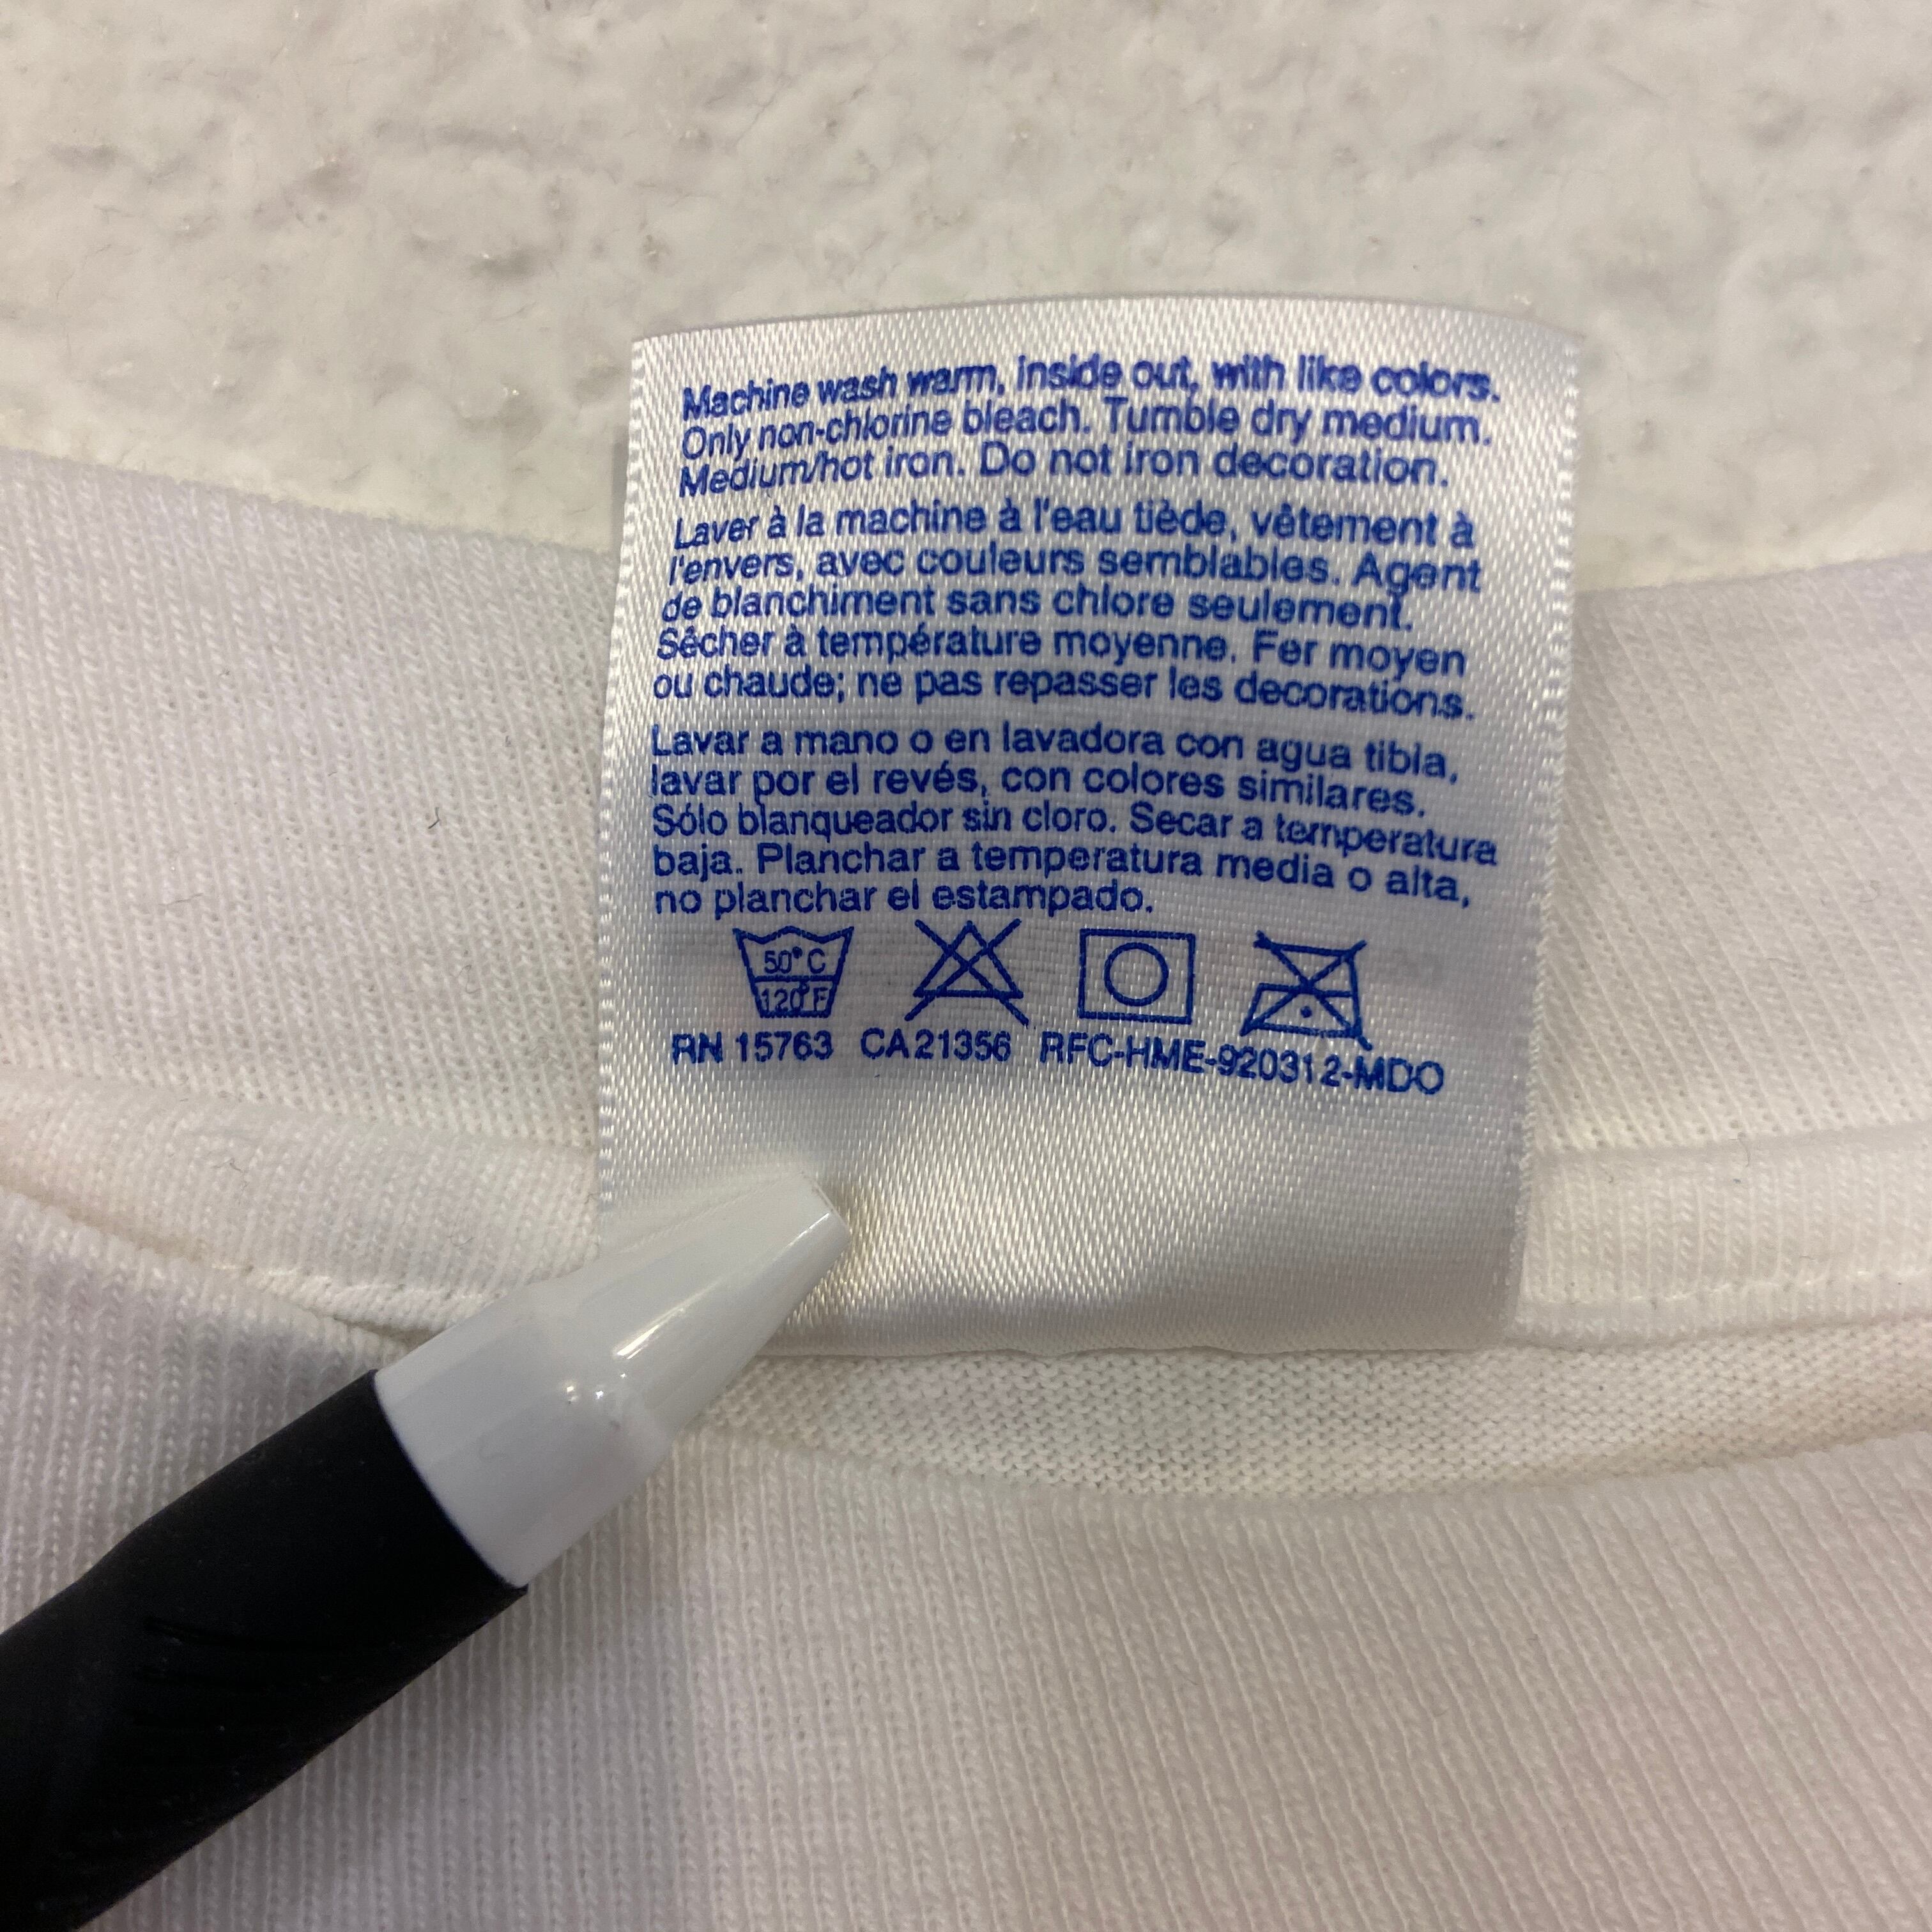 Machine wash warm, inside out, with like colors.
Only non-chlorine bleach. Tumble dry medium.
Medium/hot iron. Do not iron decoration.
Laver à la machine à l'eau tiède, vêtement à
l'envers, avec couleurs semblables. Agent
de blanchiment sans chlore seulement.
Sêcher à température moyenne. Fer moyen
ou chaude; ne pas repasser les decorations.
Lavar a mano o en lavadora con agua tibia,
lavar por el revés, con colores similares.
Sólo blanqueador sin cloro. Secar a temperatura
baja. Planchar a temperatura media o alta,
no planchar el estampado.
50°C
120°F
RN 15763 CA21356 RFC-HME-920312-MDO